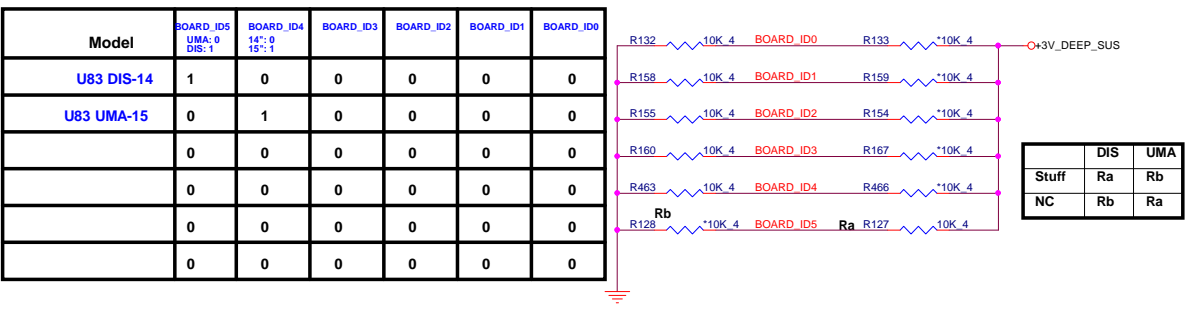 Model BOARD_ID5 UMA: 0 DIS: 1 BOARD_ID4 14": 0 15": 1 BOARD_ID3 BOARD_ID2 BOARD_ID1 BOARD_ID0
U83 DIS-14 1 0 0 0 0 0
U83 UMA-15 0 1 0 0 0 0
0 0 0 0 0 0
0 0 0 0 0 0
0 0 0 0 0 0
0 0 0 0 0 0
R132 10K_4 BOARD_ID0 R133 *10K_4 +3V_DEEP_SUS
R158 10K_4 BOARD_ID1 R159 *10K_4
R155 10K_4 BOARD_ID2 R154 *10K_4
R160 10K_4 BOARD_ID3 R167 *10K_4
R463 10K_4 BOARD_ID4 R466 *10K_4
Rb
R128 *10K_4 BOARD_ID5 Ra R127 10K_4
DIS UMA
Stuff Ra Rb
NC Rb Ra